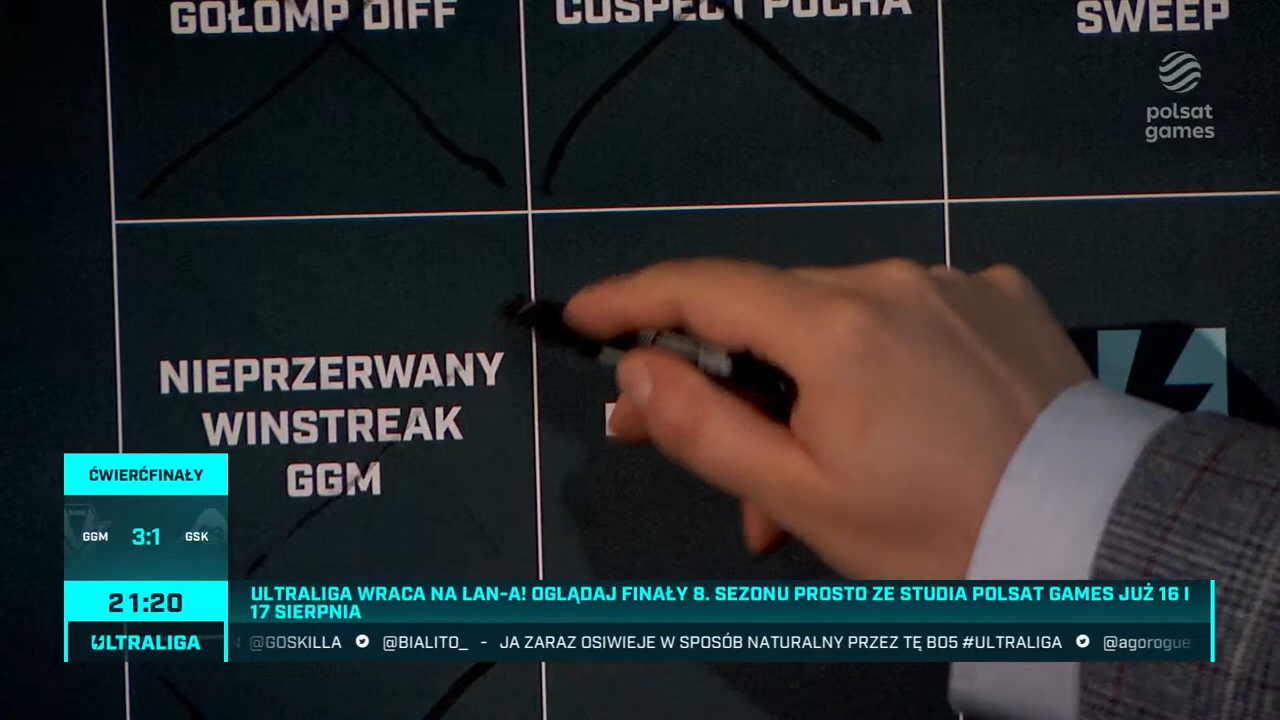 GOŁOMP DIFF
CUSPECT PUCHA
SWEEP
polsat
games
NIEPRZERWANY
WINSTREAK
GGM
ĆWIERĆFINAŁY
GGM 3:1 GSK
21:20
ULTRALIGA WRACA NA LAN-A! OGLĄDAJ FINAŁY 8. SEZONU PROSTO ZE STUDIA POLSAT GAMES JUŻ 16 I
17 SIERPNIA
ULTRALIGA
@GOSKILLA @BIALITO_ - JA ZARAZ OSIWIEJE W SPOSÓB NATURALNY PRZEZ TĘ BO5 #ULTRALIGA @agorogue